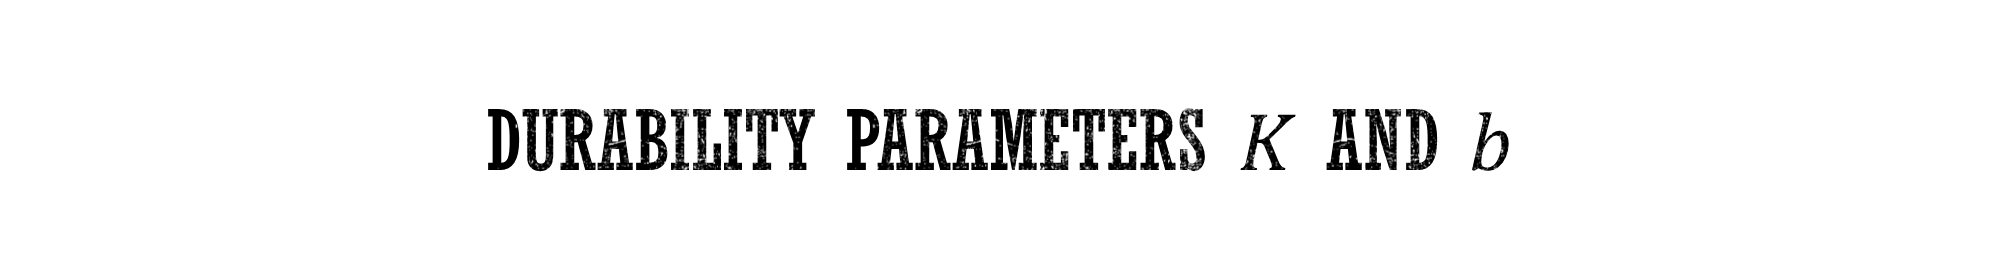 DURABILITY PARAMETERS K AND b